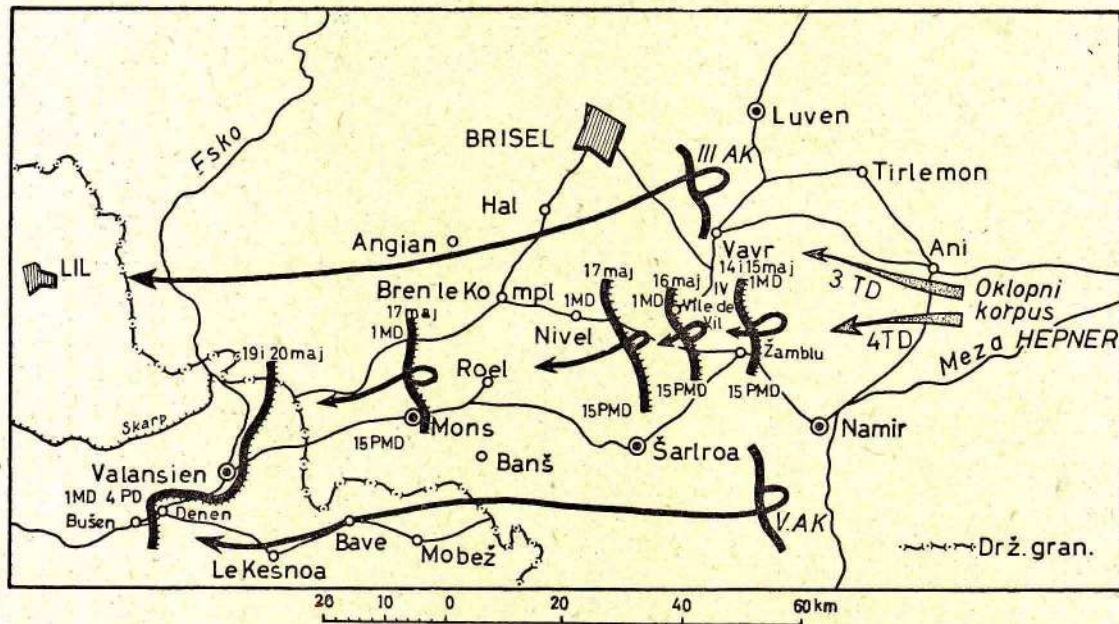 Esko
BRISEL
Luven
III AK
Tirlemon
Hal
Angian
Vavr
Ani
LIL
Bren le Ko mpl
17 maj
1MD
16 maj
1MD
IV
Vile de
Vil
14 i 15 maj
1MD
3. TD
Oklopni
korpus
HEPNER
17 maj
1MD
1MD
Nivel
4TD
Žamblu
Meza
19 i 20 maj
Roel
15PMD
15PMD
15 PMD
Skarp
Mons
15PMD
Šarlroa
Namir
Valansien
Banš
1MD 4 PD
Bušen
Denen
V. AK
Bave
Mobež
Le Kesnoa
Drž. gran.
20 10 0 20 40 60 km